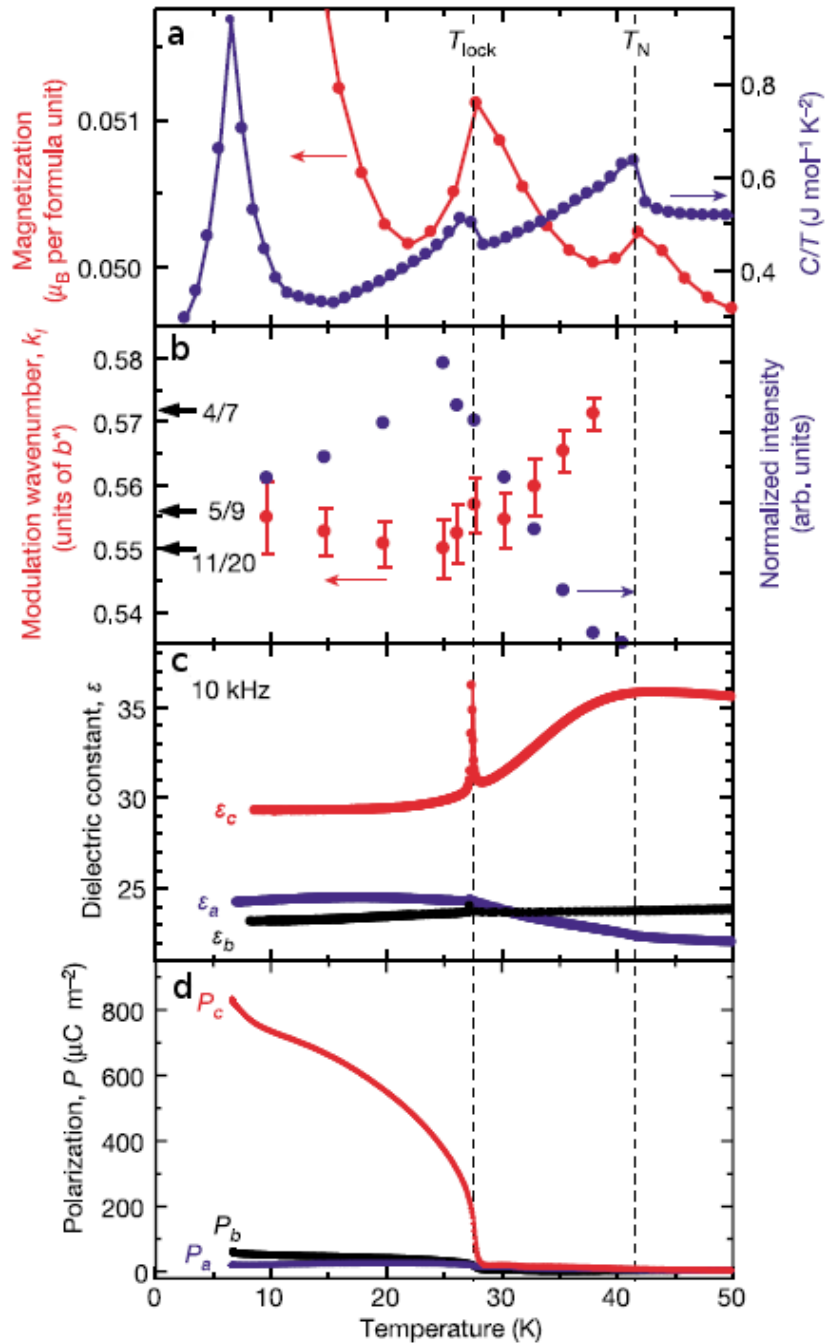 a
T_lock
T_N
Magnetization
(μ_B per formula unit)
0.051
0.050
0.8
0.6
0.4
C/T (J mol⁻¹ K⁻²)
b
Modulation wavenumber, k_l
(units of b*)
0.58
0.57
0.56
0.55
0.54
4/7
5/9
11/20
Normalized intensity
(arb. units)
c
10 kHz
Dielectric constant, ε
35
30
23
ε_c
ε_a
ε_b
d
Polarization, P (μC m⁻²)
800
600
400
200
0
P_c
P_b
P_a
0 10 20 30 40 50
Temperature (K)